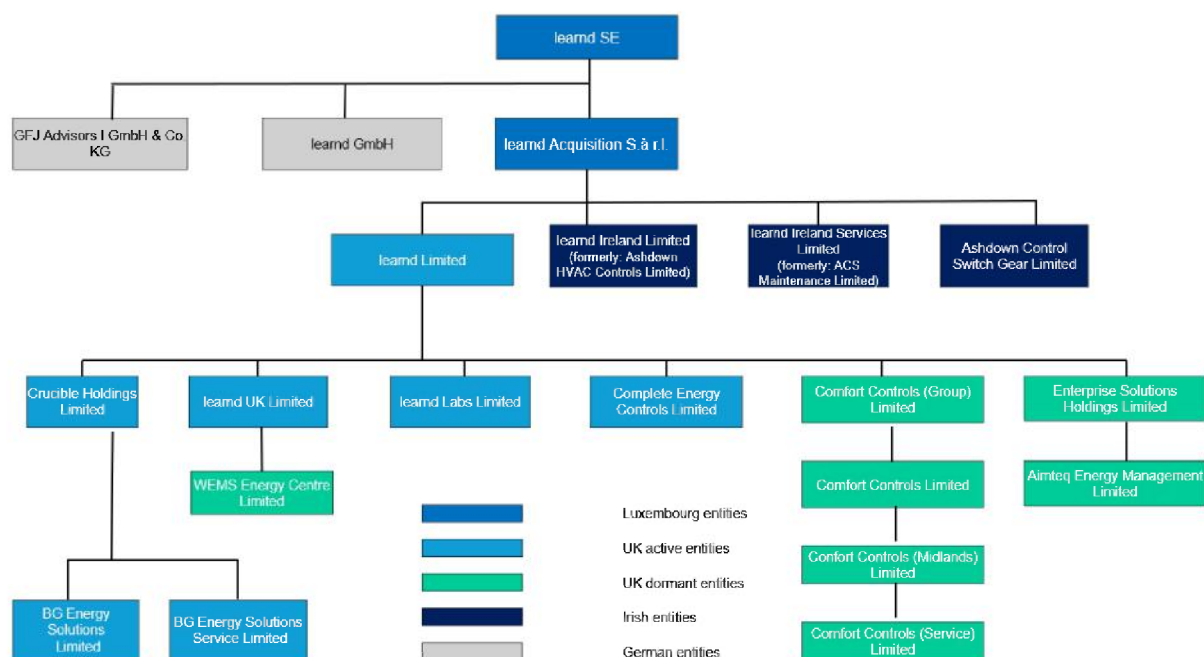 learnd SE
GFJ Advisors I GmbH & Co.
KG
learnd GmbH
learnd Acquisition S.à r.l.
learnd Limited
learnd Ireland Limited
(formerly: Ashdown
HVAC Controls Limited)
learnd Ireland Services
Limited
(formerly: ACS
Maintenance Limited)
Ashdown Control
Switch Gear Limited
Crucible Holdings
Limited
learnd UK Limited
learnd Labs Limited
Complete Energy
Controls Limited
Comfort Controls (Group)
Limited
Enterprise Solutions
Holdings Limited
WEMS Energy Centre
Limited
Comfort Controls Limited
Aimteq Energy Management
Limited
Luxembourg entities
UK active entities
Confort Controls (Midlands)
Limited
UK dormant entities
BG Energy
Solutions
Limited
BG Energy Solutions
Service Limited
Irish entities
Comfort Controls (Service)
Limited
German entities